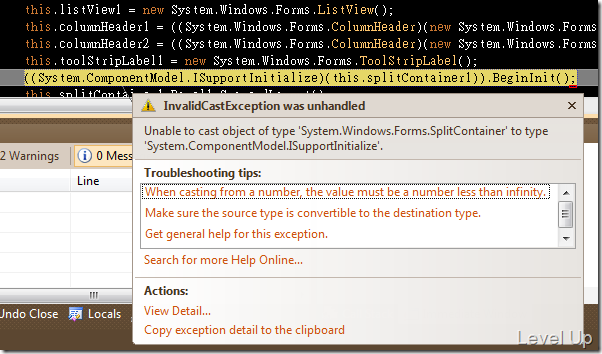 this.listView1 = new System.Windows.Forms.ListView();
this.columnHeader1 = ((System.Windows.Forms.ColumnHeader)(new System.Windows.Forms
this.columnHeader2 = ((System.Windows.Forms.ColumnHeader)(new System.Windows.Forms
this.toolStripLabel1 = new System.Windows.Forms.ToolStripLabel();
((System.ComponentModel.ISupportInitialize)(this.splitContainer1)).BeginInit();
InvalidCastException was unhandled
Unable to cast object of type 'System.Windows.Forms.SplitContainer' to type
'System.ComponentModel.ISupportInitialize'.
2 Warnings
0 Mess
Line
Troubleshooting tips:
When casting from a number, the value must be a number less than infinity.
Make sure the source type is convertible to the destination type.
Get general help for this exception.
Search for more Help Online...
Actions:
View Detail...
Copy exception detail to the clipboard
Undo Close
Locals
Level Up